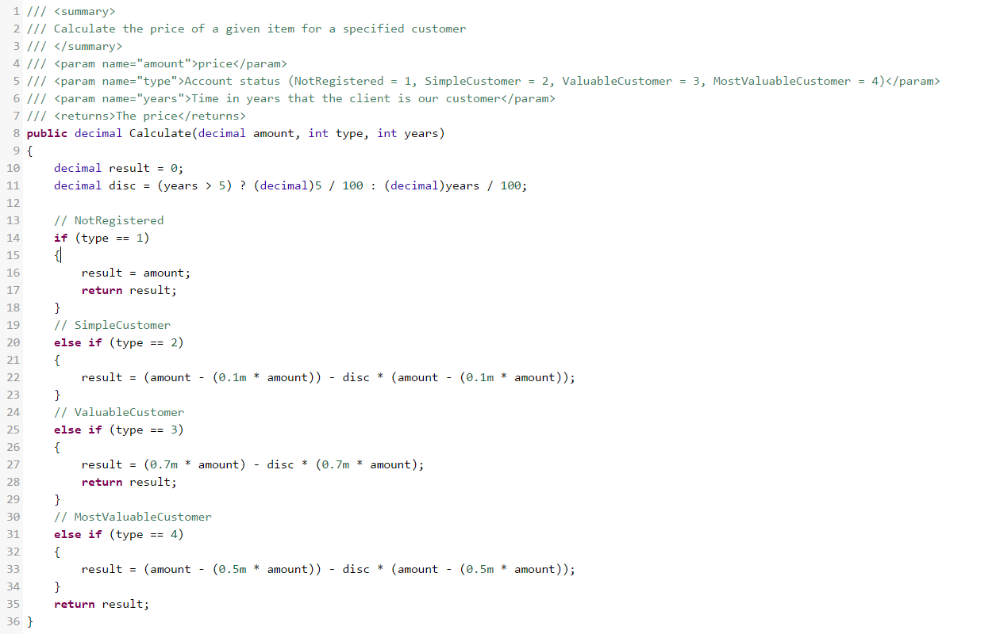 1 /// <summary>
2 /// Calculate the price of a given item for a specified customer
3 /// </summary>
4 /// <param name="amount">price</param>
5 /// <param name="type">Account status (NotRegistered = 1, SimpleCustomer = 2, ValuableCustomer = 3, MostValuableCustomer = 4)</param>
6 /// <param name="years">Time in years that the client is our customer</param>
7 /// <returns>The price</returns>
8 public decimal Calculate(decimal amount, int type, int years)
9 {
10     decimal result = 0;
11     decimal disc = (years > 5) ? (decimal)5 / 100 : (decimal)years / 100;
12
13     // NotRegistered
14     if (type == 1)
15     {
16         result = amount;
17         return result;
18     }
19     // SimpleCustomer
20     else if (type == 2)
21     {
22         result = (amount - (0.1m * amount)) - disc * (amount - (0.1m * amount));
23     }
24     // ValuableCustomer
25     else if (type == 3)
26     {
27         result = (0.7m * amount) - disc * (0.7m * amount);
28         return result;
29     }
30     // MostValuableCustomer
31     else if (type == 4)
32     {
33         result = (amount - (0.5m * amount)) - disc * (amount - (0.5m * amount));
34     }
35     return result;
36 }